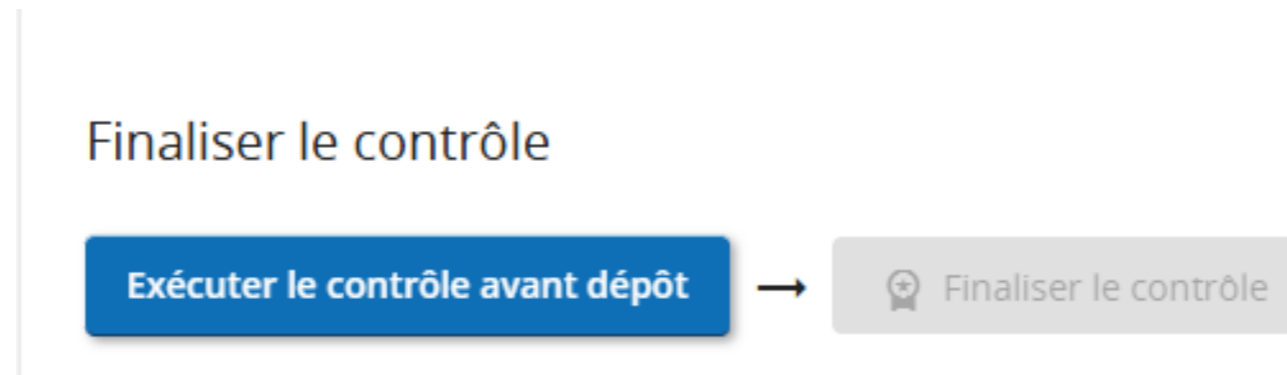 Finaliser le contrôle
Exécuter le contrôle avant dépôt → Finaliser le contrôle